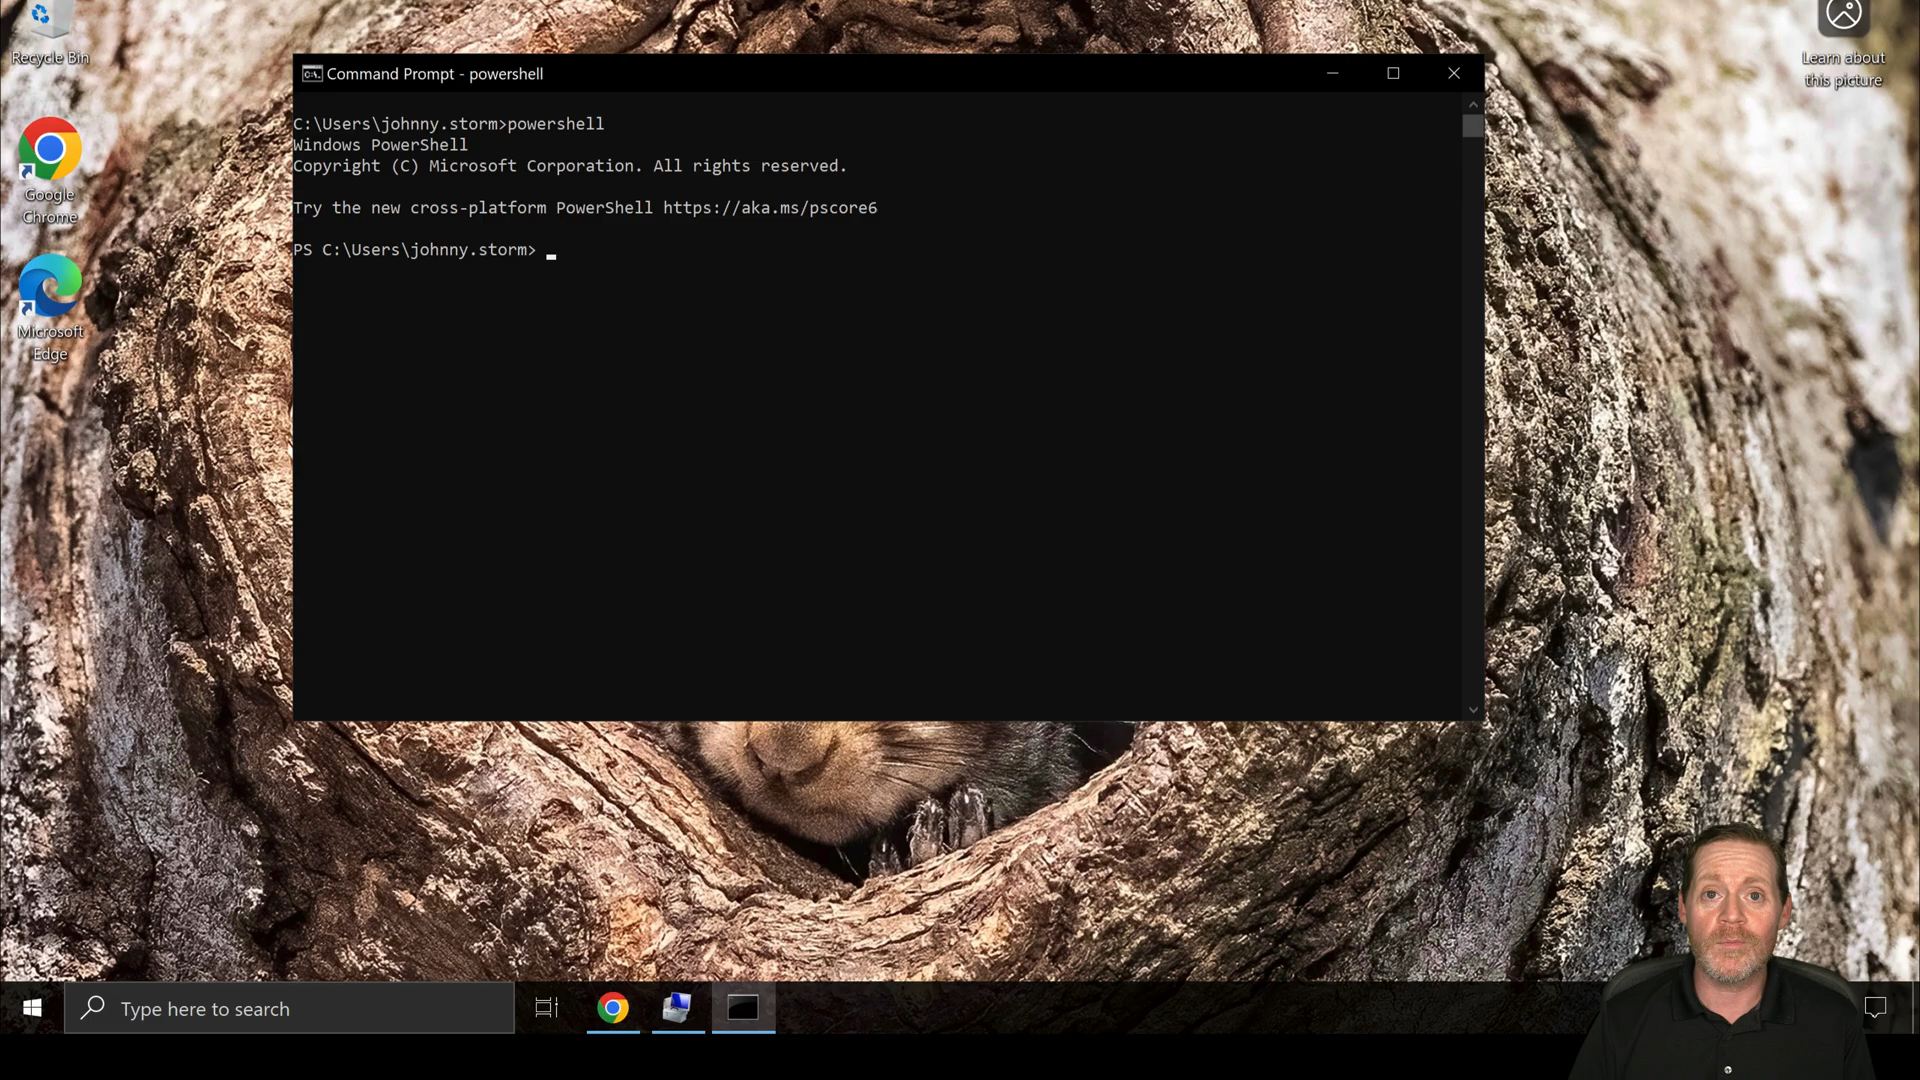 Recycle Bin
Learn about
this picture
Command Prompt - powershell
C:\Users\johnny.storm>powershell
Windows PowerShell
Copyright (C) Microsoft Corporation. All rights reserved.
Try the new cross-platform PowerShell https://aka.ms/pscore6
PS C:\Users\johnny.storm>
Google
Chrome
Microsoft
Edge
Type here to search